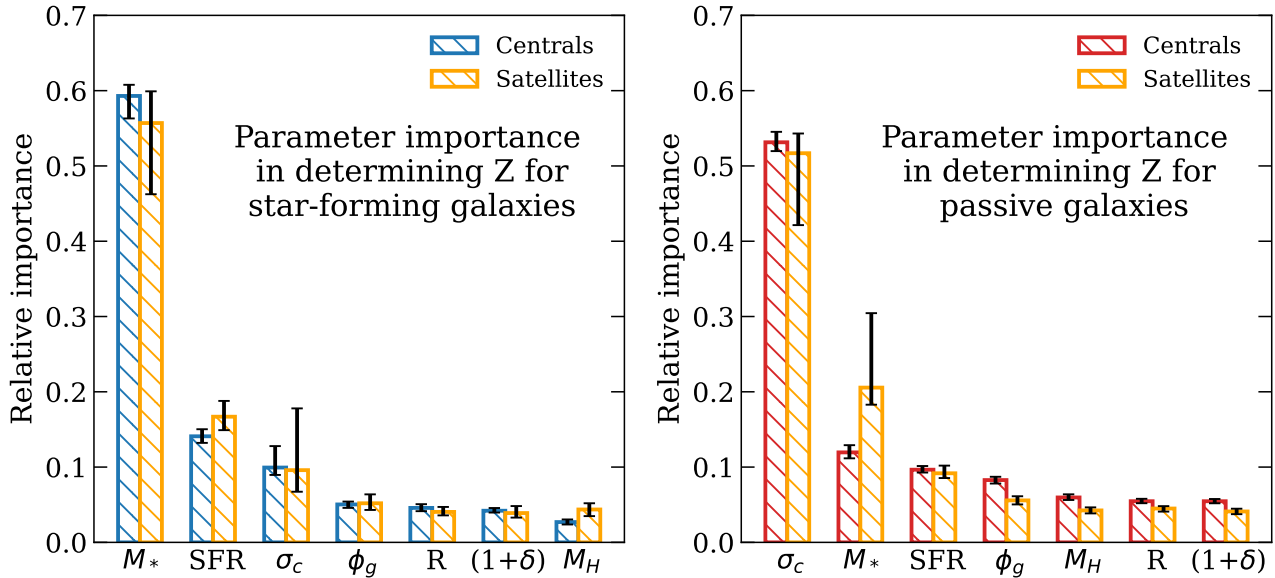 Relative importance
0.7
0.6
0.5
0.4
0.3
0.2
0.1
0.0
Centrals
Satellites
Parameter importance
in determining Z for
star-forming galaxies
M* SFR σc ϕg R (1+δ) MH
Relative importance
0.7
0.6
0.5
0.4
0.3
0.2
0.1
0.0
Centrals
Satellites
Parameter importance
in determining Z for
passive galaxies
σc M* SFR ϕg MH R (1+δ)